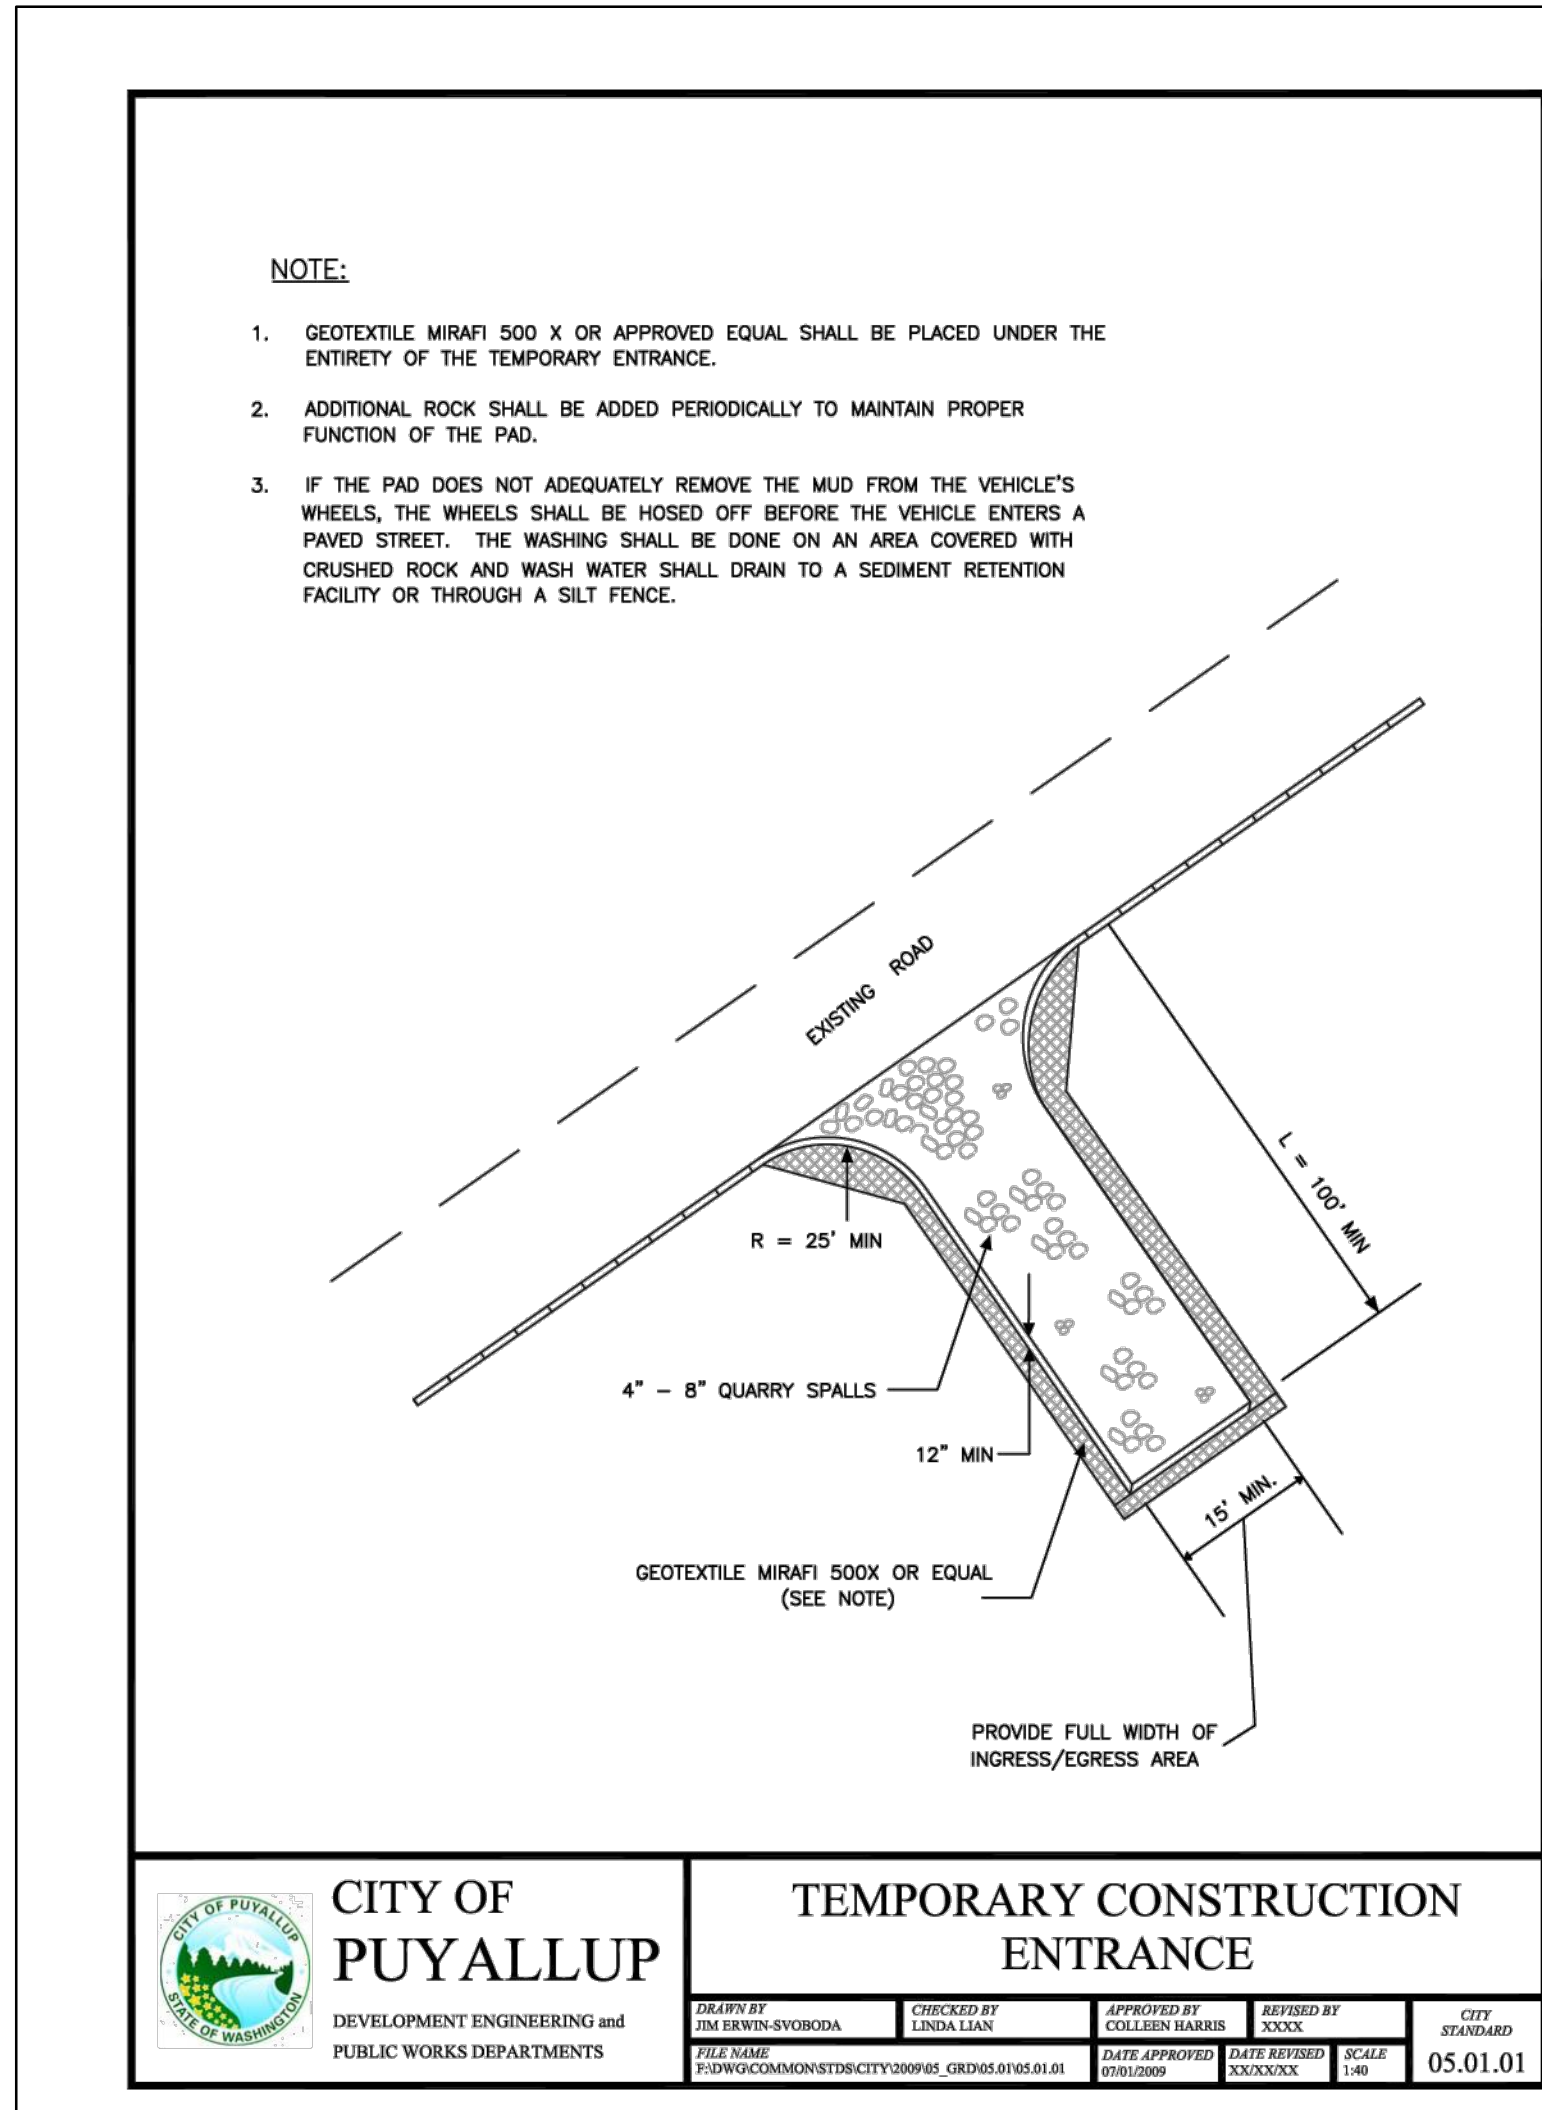 NOTE:
1. GEOTEXTILE MIRAFI 500 X OR APPROVED EQUAL SHALL BE PLACED UNDER THE
ENTIRETY OF THE TEMPORARY ENTRANCE.
2. ADDITIONAL ROCK SHALL BE ADDED PERIODICALLY TO MAINTAIN PROPER
FUNCTION OF THE PAD.
3. IF THE PAD DOES NOT ADEQUATELY REMOVE THE MUD FROM THE VEHICLE'S
WHEELS, THE WHEELS SHALL BE HOSED OFF BEFORE THE VEHICLE ENTERS A
PAVED STREET. THE WASHING SHALL BE DONE ON AN AREA COVERED WITH
CRUSHED ROCK AND WASH WATER SHALL DRAIN TO A SEDIMENT RETENTION
FACILITY OR THROUGH A SILT FENCE.
EXISTING ROAD
L = 100' MIN
R = 25' MIN
4" - 8" QUARRY SPALLS
12" MIN
15' MIN.
GEOTEXTILE MIRAFI 500X OR EQUAL
(SEE NOTE)
PROVIDE FULL WIDTH OF
INGRESS/EGRESS AREA
CITY OF PUYALLUP
STATE OF WASHINGTON
CITY OF
PUYALLUP
DEVELOPMENT ENGINEERING and
PUBLIC WORKS DEPARTMENTS
TEMPORARY CONSTRUCTION
ENTRANCE
DRAWN BY
JIM ERWIN-SVOBODA
CHECKED BY
LINDA LIAN
APPROVED BY
COLLEEN HARRIS
REVISED BY
XXXX
FILE NAME
F:\DWG\COMMON\STDS\CITY\2009\05_GRD\05.01\05.01.01
DATE APPROVED
07/01/2009
DATE REVISED
XX/XX/XX
SCALE
1:40
CITY
STANDARD
05.01.01